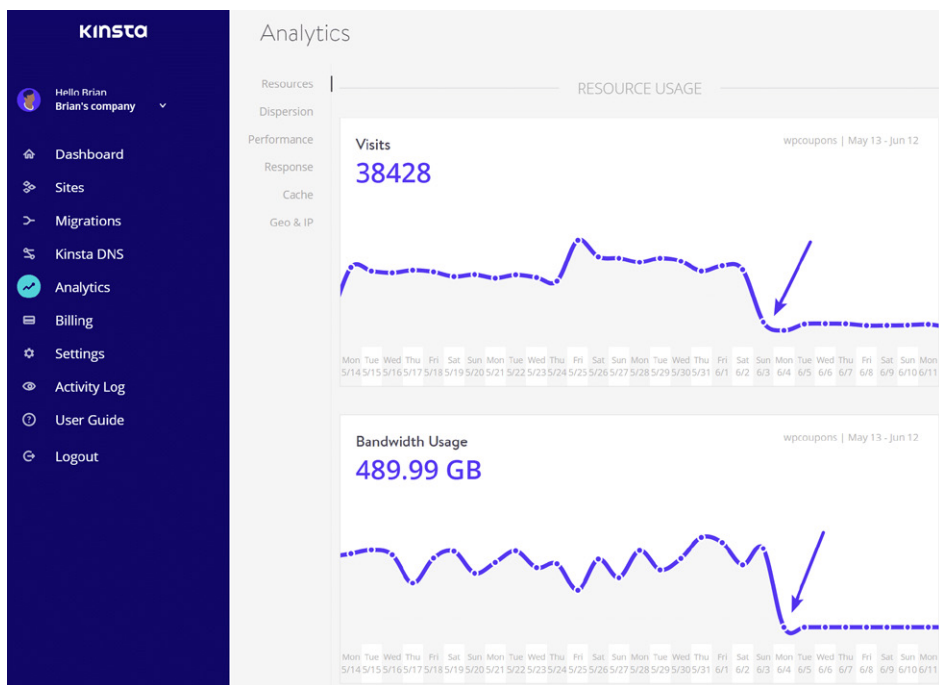 Kinsta
Analytics
Hello Brian
Brian's company
Dashboard
Sites
Migrations
Kinsta DNS
Analytics
Billing
Settings
Activity Log
User Guide
Logout
Resources
Dispersion
Performance
Response
Cache
Geo & IP
RESOURCE USAGE
Visits
wpcoupons | May 13 - Jun 12
38428
Mon Tue Wed Thu Fri Sat Sun Mon Tue Wed Thu Fri Sat Sun Mon Tue Wed Thu Fri Sat Sun Mon Tue Wed Thu Fri Sat Sun Mon
5/14 5/15 5/16 5/17 5/18 5/19 5/20 5/21 5/22 5/23 5/24 5/25 5/26 5/27 5/28 5/29 5/30 5/31 6/1 6/2 6/3 6/4 6/5 6/6 6/7 6/8 6/9 6/10 6/11
Bandwidth Usage
wpcoupons | May 13 - Jun 12
489.99 GB
Mon Tue Wed Thu Fri Sat Sun Mon Tue Wed Thu Fri Sat Sun Mon Tue Wed Thu Fri Sat Sun Mon Tue Wed Thu Fri Sat Sun Mon
5/14 5/15 5/16 5/17 5/18 5/19 5/20 5/21 5/22 5/23 5/24 5/25 5/26 5/27 5/28 5/29 5/30 5/31 6/1 6/2 6/3 6/4 6/5 6/6 6/7 6/8 6/9 6/10 6/11